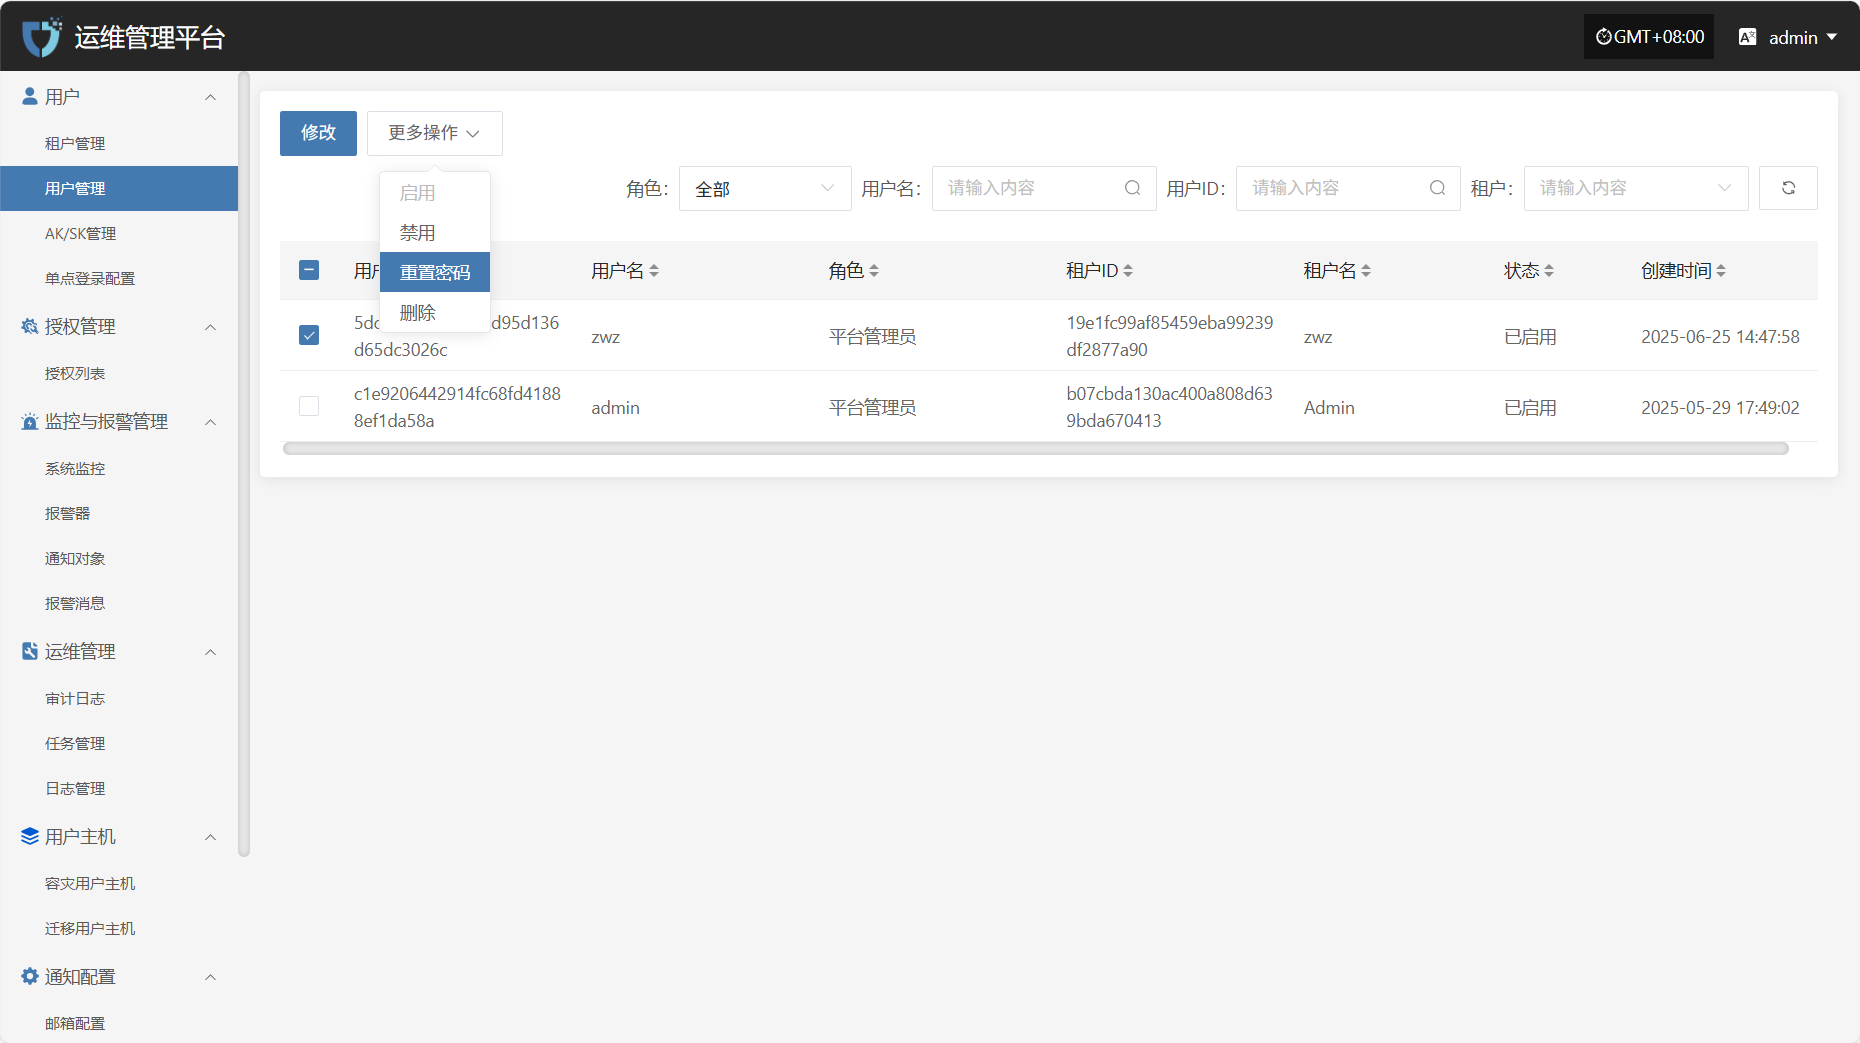 运维管理平台
GMT+08:00
admin
用户
租户管理
用户管理
AK/SK管理
单点登录配置
授权管理
授权列表
监控与报警管理
系统监控
报警器
通知对象
报警消息
运维管理
审计日志
任务管理
日志管理
用户主机
容灾用户主机
迁移用户主机
通知配置
邮箱配置
修改
更多操作
启用
禁用
重置密码
删除
角色：
全部
用户名：
请输入内容
用户ID：
请输入内容
租户：
请输入内容
用户名
角色
租户ID
租户名
状态
创建时间
d95d136
d65dc3026c
zwz
平台管理员
19e1fc99af85459eba99239
df2877a90
zwz
已启用
2025-06-25 14:47:58
c1e9206442914fc68fd4188
8ef1da58a
admin
平台管理员
b07cbda130ac400a808d63
9bda670413
Admin
已启用
2025-05-29 17:49:02